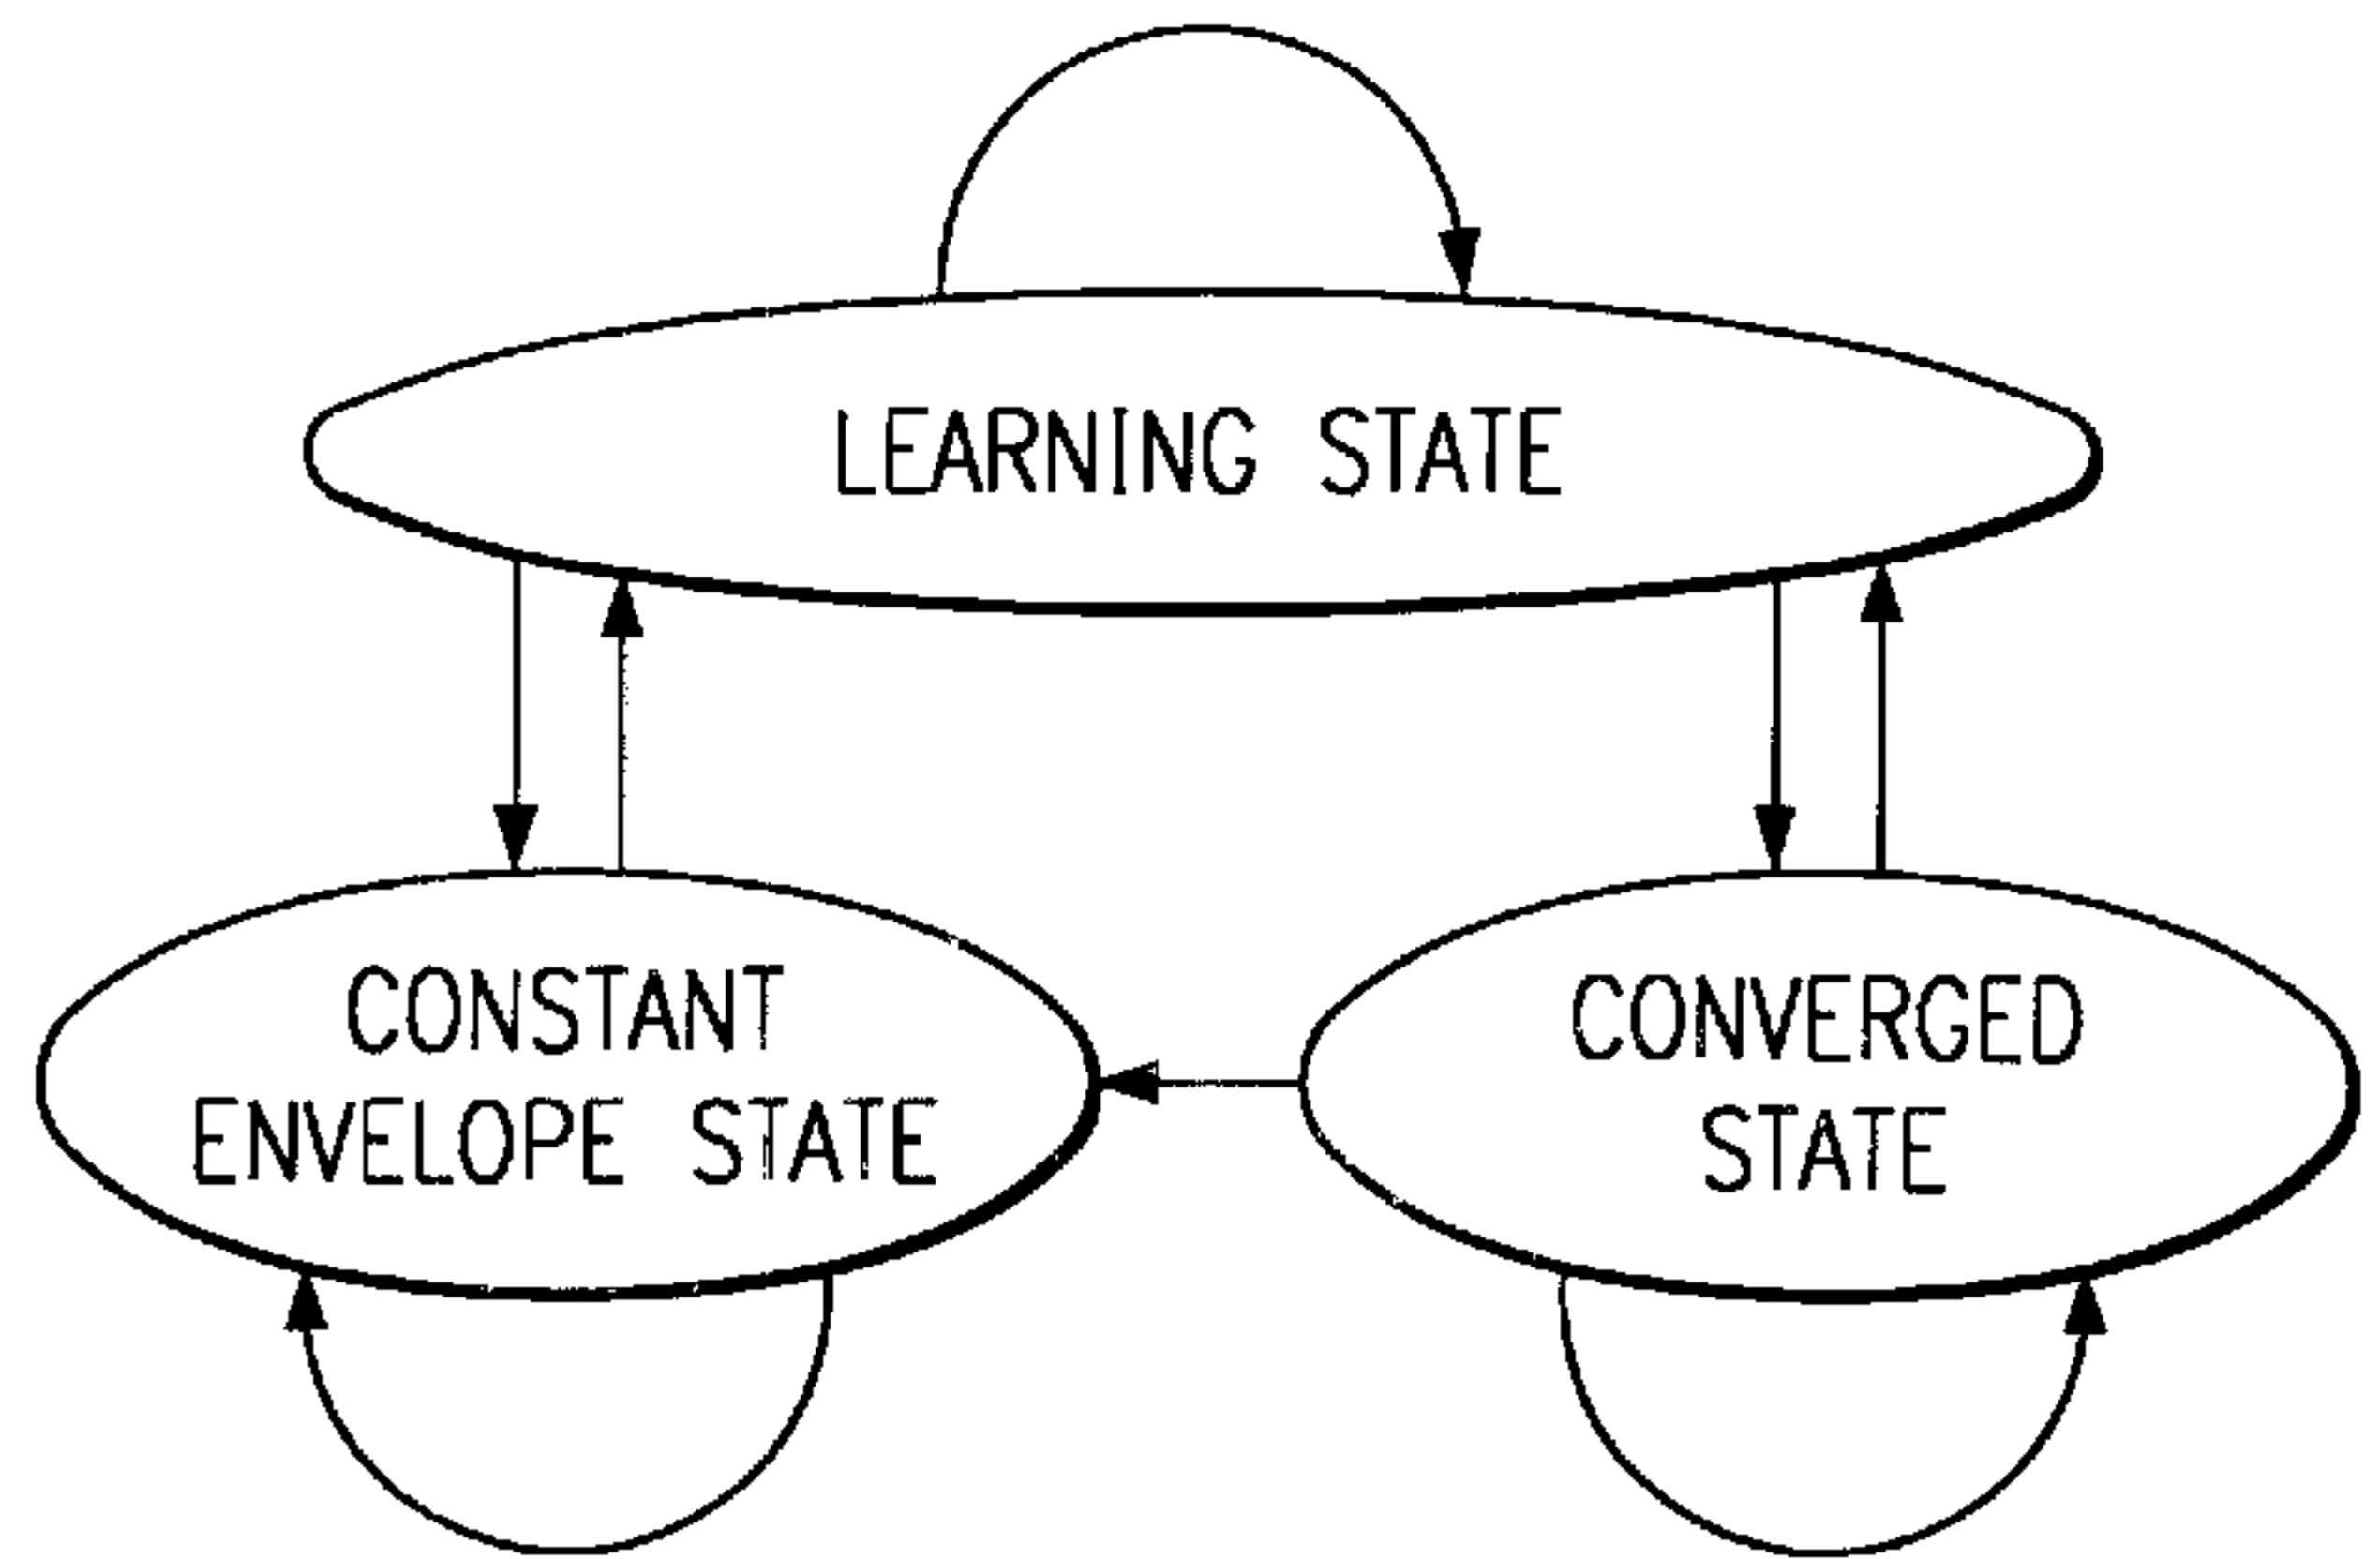 LEARNING STATE
CONSTANT
ENVELOPE STATE
CONVERGED
STATE